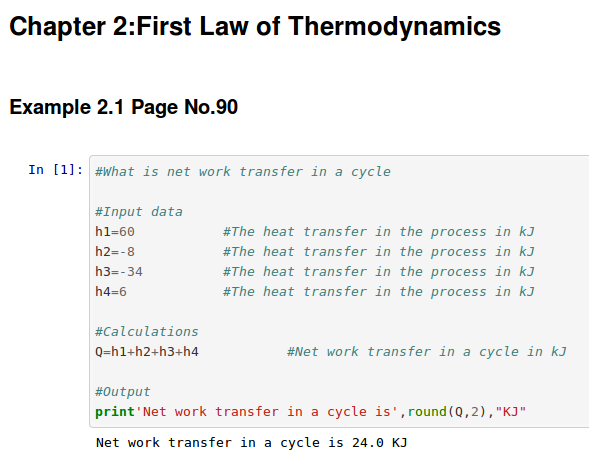 Chapter 2:First Law of Thermodynamics
Example 2.1 Page No.90
In [1]: #What is net work transfer in a cycle
#Input data
h1=60 #The heat transfer in the process in kJ
h2=-8 #The heat transfer in the process in kJ
h3=-34 #The heat transfer in the process in kJ
h4=6 #The heat transfer in the process in kJ
#Calculations
Q=h1+h2+h3+h4 #Net work transfer in a cycle in kJ
#Output
print'Net work transfer in a cycle is',round(Q,2),"KJ"
Net work transfer in a cycle is 24.0 KJ